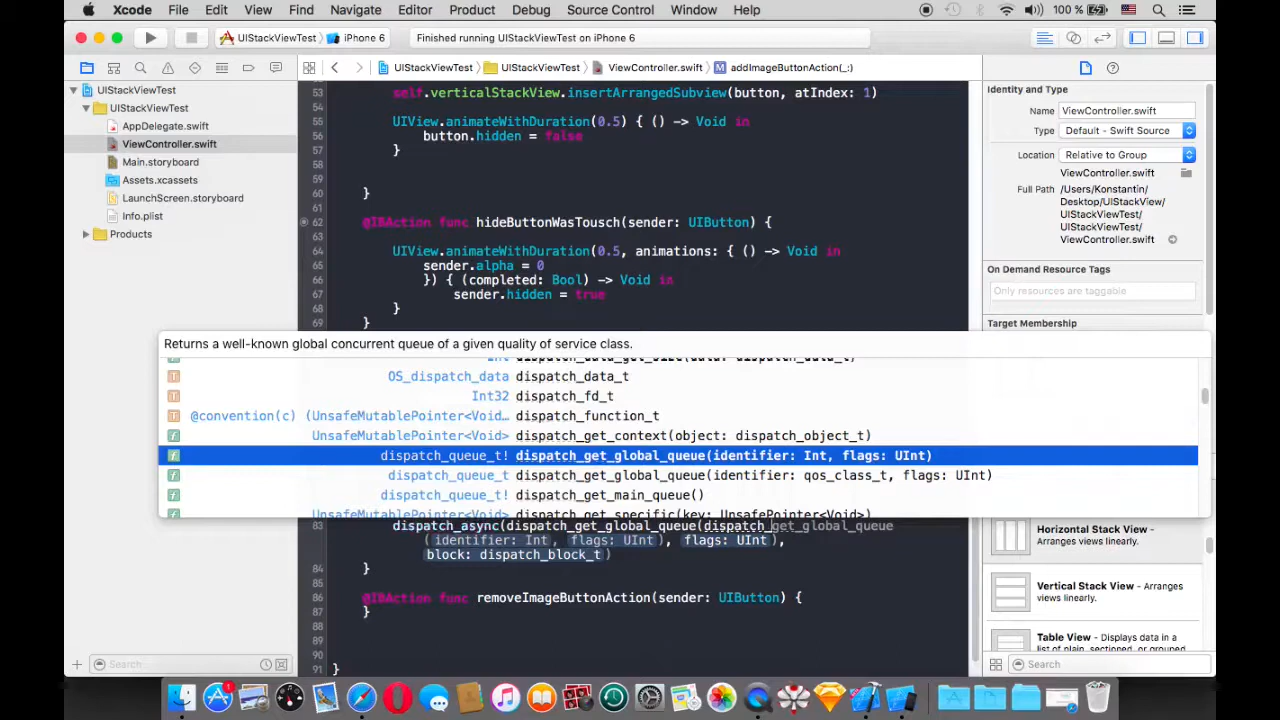 Xcode File Edit View Find Navigate Editor Product Debug Source Control Window Help 100 %
UIStackViewTest iPhone 6 Finished running UIStackViewTest on iPhone 6
UIStackViewTest UIStackViewTest ViewController.swift addImageButtonAction(_:)
UIStackViewTest
UIStackViewTest
AppDelegate.swift
ViewController.swift
Main.storyboard
Assets.xcassets
LaunchScreen.storyboard
Info.plist
Products
Search
53 self.verticalStackView.insertArrangedSubview(button, atIndex: 1)
54
55 UIView.animateWithDuration(0.5) { () -> Void in
56 button.hidden = false
57 }
58
59
60 }
61
62 @IBAction func hideButtonWasTousch(sender: UIButton) {
63
64 UIView.animateWithDuration(0.5, animations: { () -> Void in
65 sender.alpha = 0
66 }) { (completed: Bool) -> Void in
67 sender.hidden = true
68 }
69 }
Returns a well-known global concurrent queue of a given quality of service class.
Int dispatch_data_get_size(data: dispatch_data_t)
OS_dispatch_data dispatch_data_t
Int32 dispatch_fd_t
@convention(c) (UnsafeMutablePointer<Void… dispatch_function_t
UnsafeMutablePointer<Void> dispatch_get_context(object: dispatch_object_t)
dispatch_queue_t! dispatch_get_global_queue(identifier: Int, flags: UInt)
dispatch_queue_t dispatch_get_global_queue(identifier: qos_class_t, flags: UInt)
dispatch_queue_t! dispatch_get_main_queue()
UnsafeMutablePointer<Void> dispatch_get_specific(key: UnsafePointer<Void>)
83 dispatch_async(dispatch_get_global_queue(dispatch_get_global_queue
(identifier: Int, flags: UInt), flags: UInt),
block: dispatch_block_t)
84 }
85
86 @IBAction func removeImageButtonAction(sender: UIButton) {
87 }
88
89
90
91 }
Identity and Type
Name ViewController.swift
Type Default - Swift Source
Location Relative to Group
ViewController.swift
Full Path /Users/Konstantin/
Desktop/UIStackView/
UIStackViewTest/
UIStackViewTest/
ViewController.swift
On Demand Resource Tags
Only resources are taggable
Target Membership
Horizontal Stack View -
Arranges views linearly.
Vertical Stack View - Arranges
views linearly.
Table View - Displays data in a
list of plain, sectioned, or grouped
Search
1